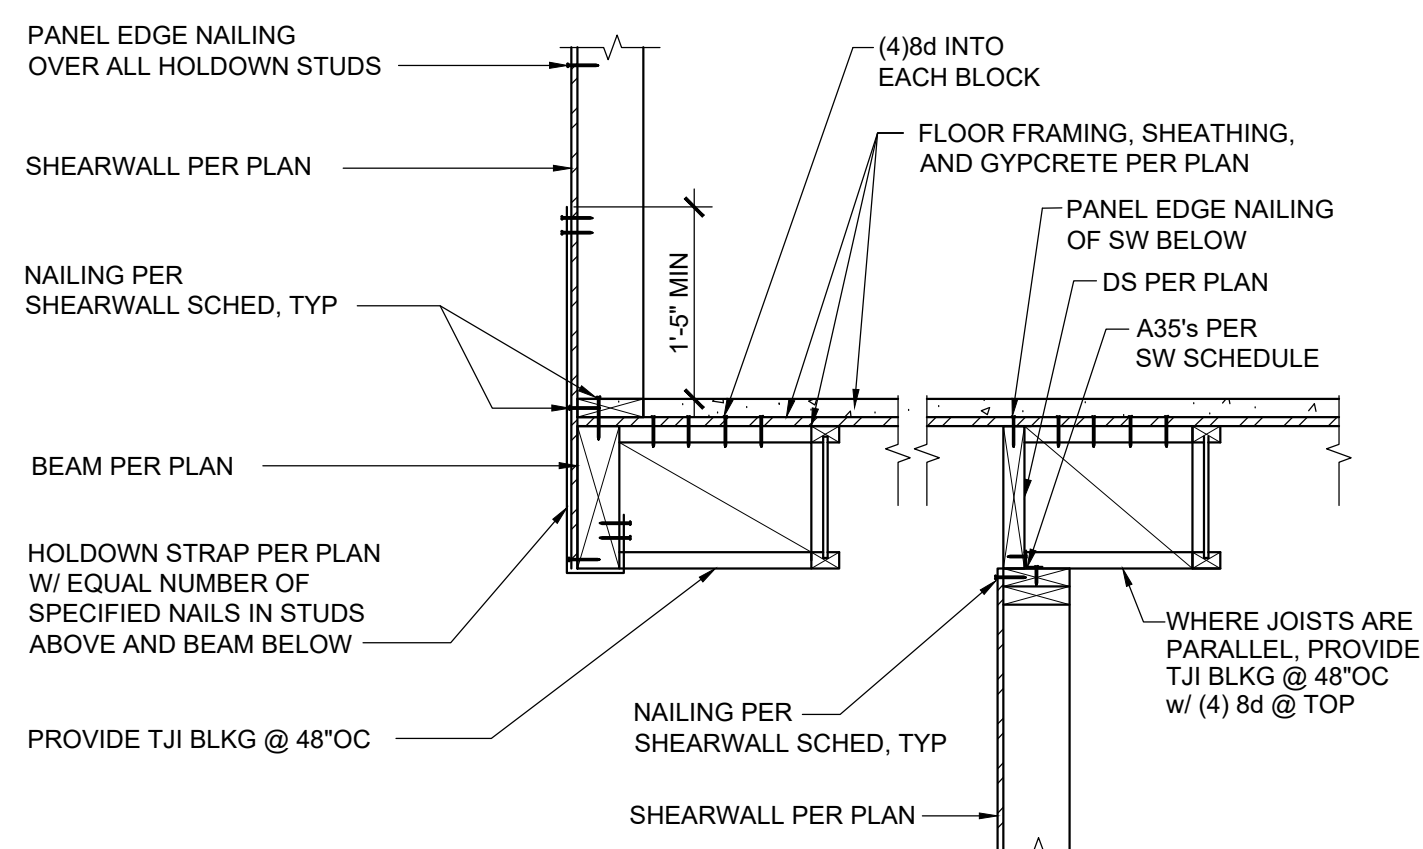 PANEL EDGE NAILING
OVER ALL HOLDOWN STUDS
SHEARWALL PER PLAN
NAILING PER
SHEARWALL SCHED, TYP
BEAM PER PLAN
HOLDOWN STRAP PER PLAN
W/ EQUAL NUMBER OF
SPECIFIED NAILS IN STUDS
ABOVE AND BEAM BELOW
PROVIDE TJI BLKG @ 48"OC
1'-5" MIN
(4)8d INTO
EACH BLOCK
FLOOR FRAMING, SHEATHING,
AND GYPCRETE PER PLAN
PANEL EDGE NAILING
OF SW BELOW
DS PER PLAN
A35's PER
SW SCHEDULE
WHERE JOISTS ARE
PARALLEL, PROVIDE
TJI BLKG @ 48"OC
w/ (4) 8d @ TOP
NAILING PER
SHEARWALL SCHED, TYP
SHEARWALL PER PLAN